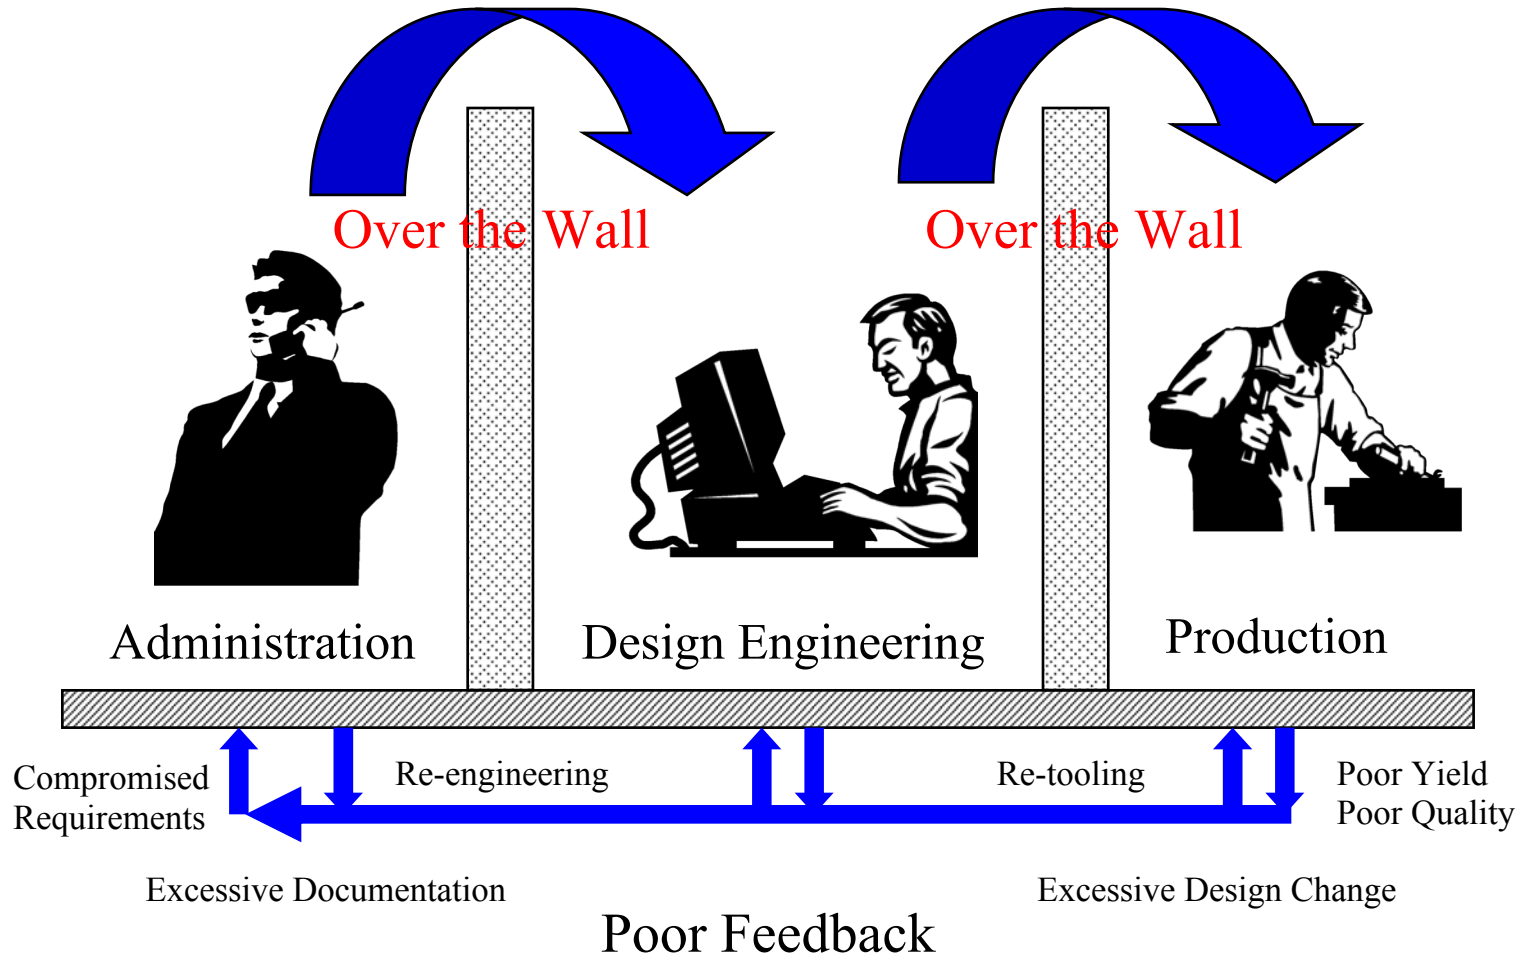 Over the Wall
Over the Wall
Administration
Design Engineering
Production
Compromised
Requirements
Re-engineering
Re-tooling
Poor Yield
Poor Quality
Excessive Documentation
Excessive Design Change
Poor Feedback